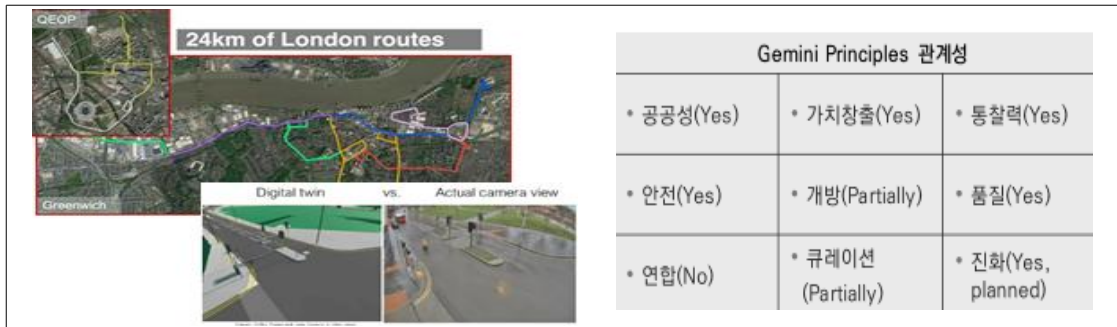 QEOP
24km of London routes
Greenwich
Digital twin vs. Actual camera view
Gemini Principles 관계성
• 공공성(Yes) • 가치창출(Yes) • 통찰력(Yes)
• 안전(Yes) • 개방(Partially) • 품질(Yes)
• 연합(No) • 큐레이션
(Partially) • 진화(Yes,
planned)